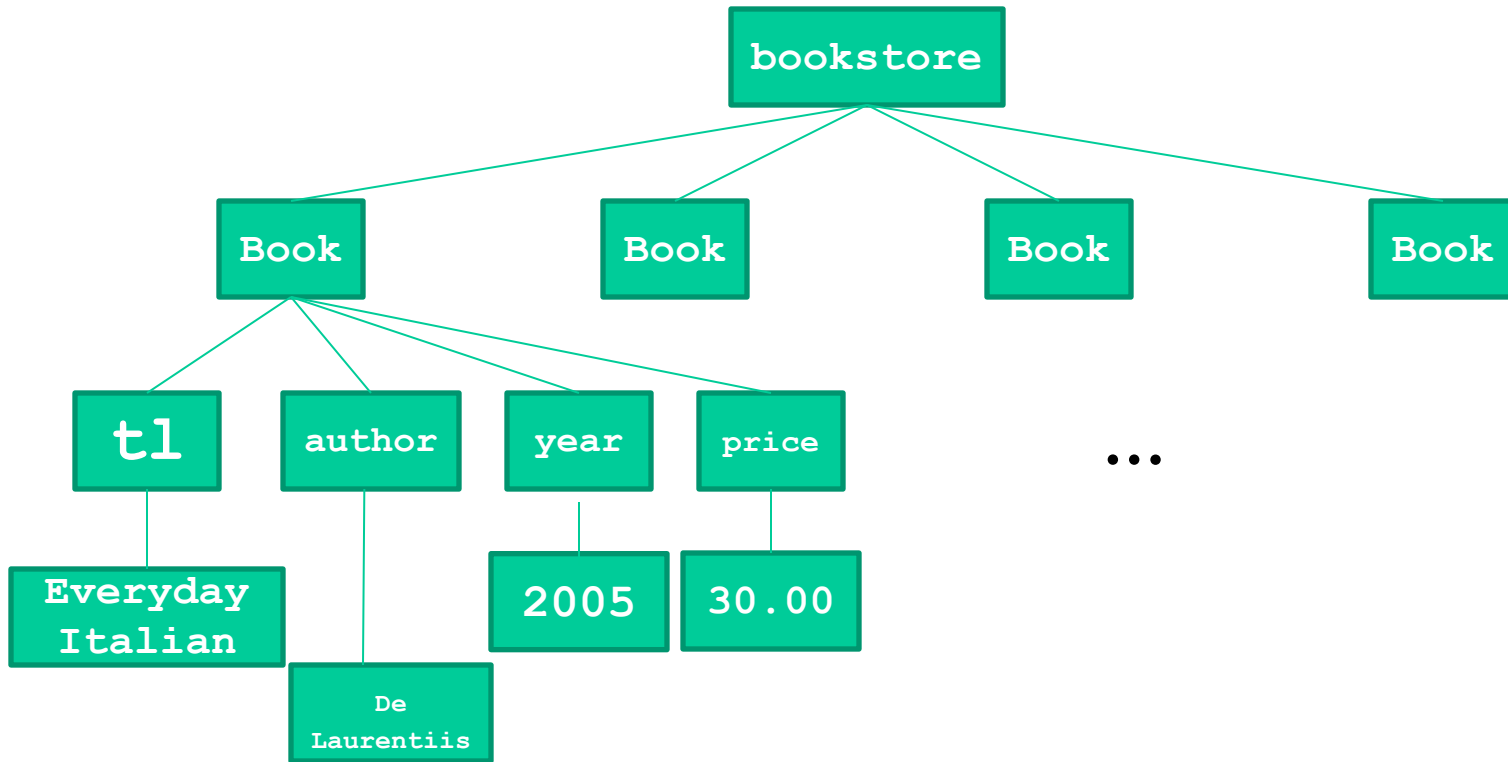 bookstore
Book
Book
Book
Book
tl
author
year
price
...
Everyday
Italian
2005
30.00
De
Laurentiis